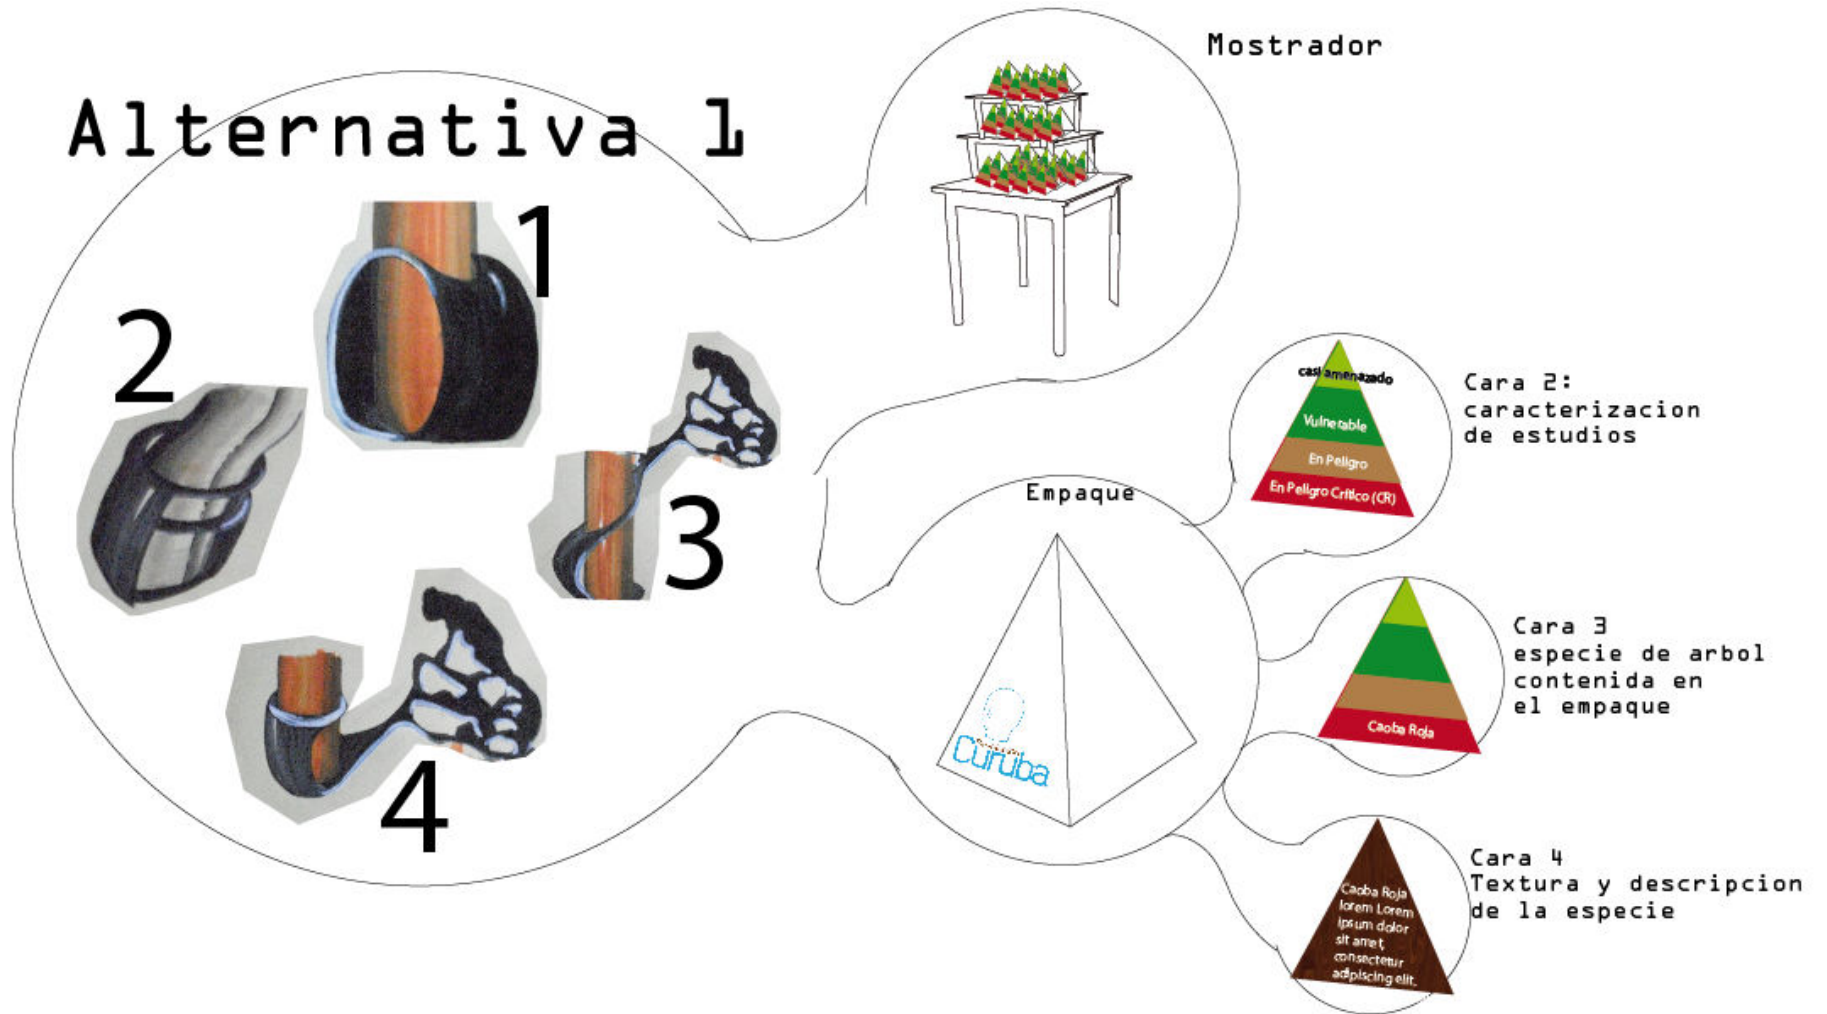 Alternativa 1
1
2
3
4
Mostrador
Empaque
Curuba
casi amenazado
Vulnerable
En Peligro
En Peligro Crítico (CR)
Cara 2:
caracterizacion
de estudios
Caoba Roja
Cara 3
especie de arbol
contenida en
el empaque
Caoba Roja
lorem Lorem
ipsum dolor
sit amet,
consectetur
adipiscing elit.
Cara 4
Textura y descripcion
de la especie